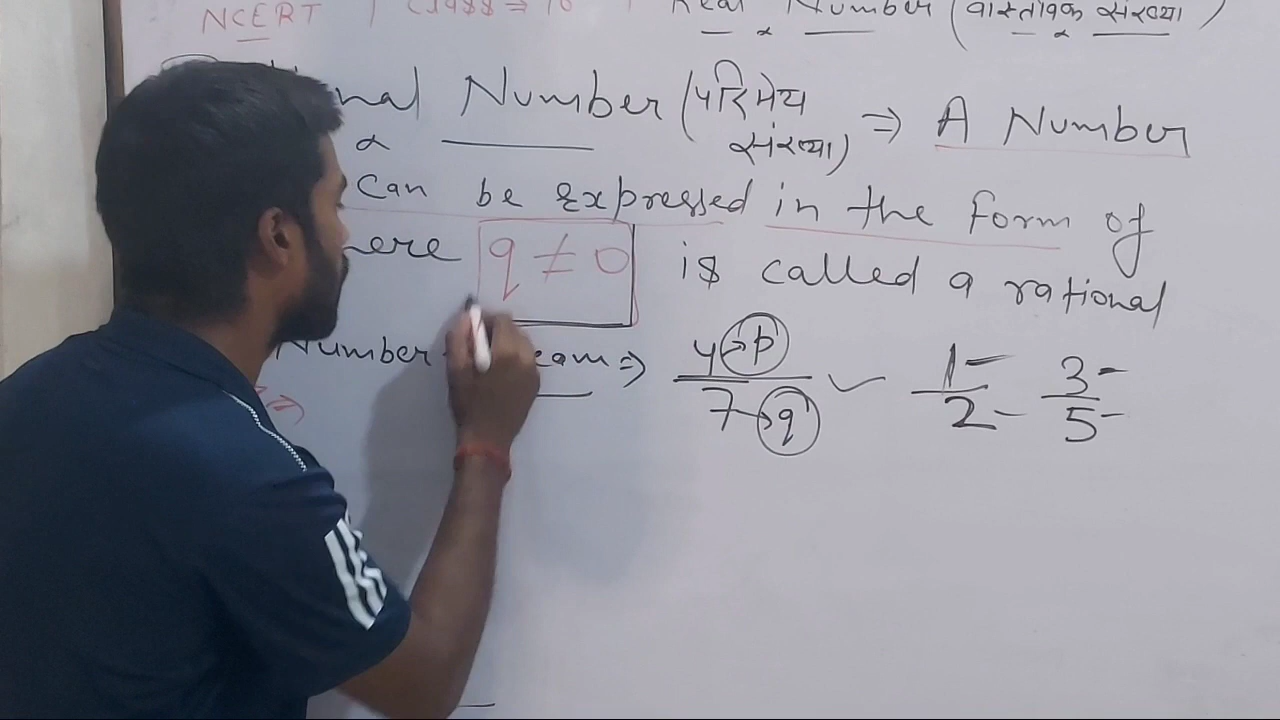 NCERT | Class ⇒ 10 | Real Number (वास्तविक संख्या)
nal Number (परिमेय संख्या) ⇒ A Number
can be expressed in the form of
here q ≠ 0 is called a rational
Number ⇒ 4→p/7→q ✓ 1/2 3/5